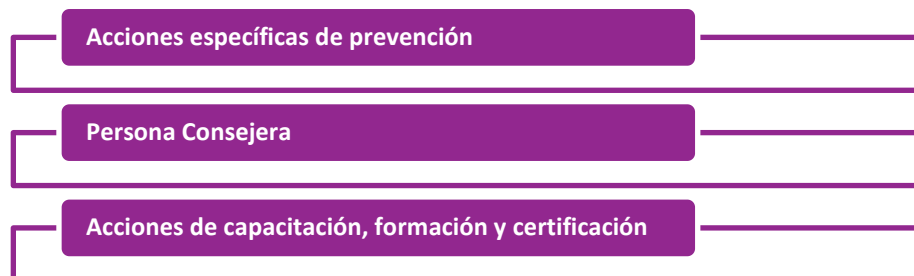 Acciones específicas de prevención
Persona Consejera
Acciones de capacitación, formación y certificación